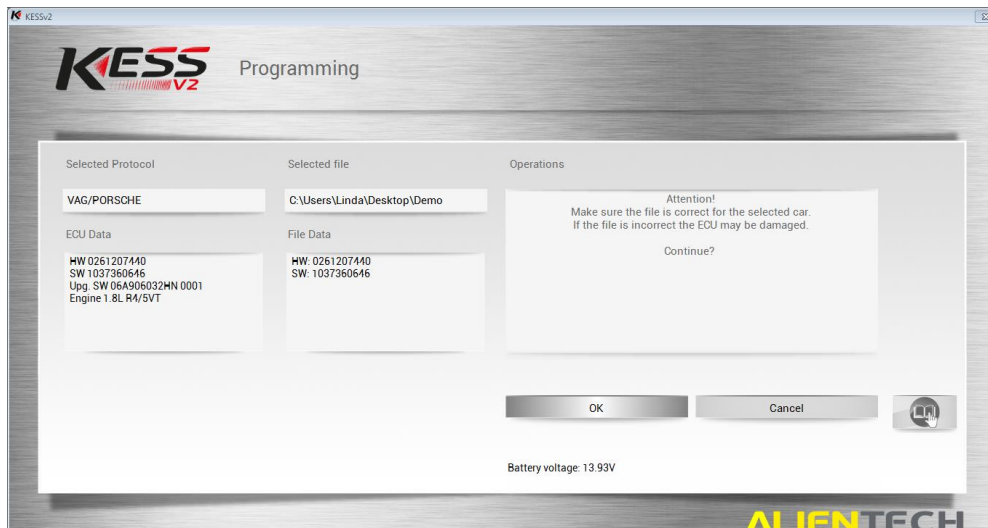 KESSv2
KESS
V2
Programming
Selected Protocol
VAG/PORSCHE
ECU Data
HW 0261207440
SW 1037360646
Upg. SW 06A906032HN 0001
Engine 1.8L R4/5VT
Selected file
C:\Users\Linda\Desktop\Demo
File Data
HW: 0261207440
SW: 1037360646
Operations
Attention!
Make sure the file is correct for the selected car.
If the file is incorrect the ECU may be damaged.
Continue?
OK
Cancel
Battery voltage: 13.93V
ALIENTECH